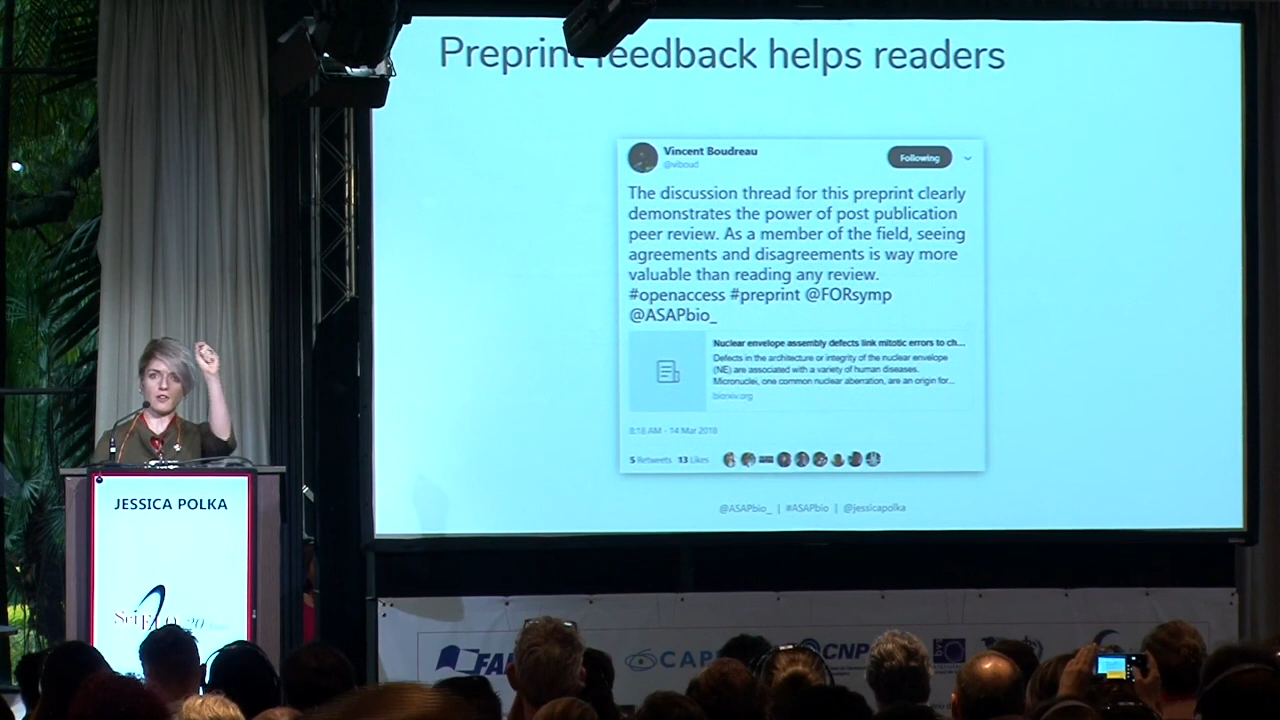 Preprint feedback helps readers
Vincent Boudreau
@viboud
Following
The discussion thread for this preprint clearly
demonstrates the power of post publication
peer review. As a member of the field, seeing
agreements and disagreements is way more
valuable than reading any review.
#openaccess #preprint @FORsymp
@ASAPbio_
Nuclear envelope assembly defects link mitotic errors to ch...
Defects in the architecture or integrity of the nuclear envelope
(NE) are associated with a variety of human diseases.
Micronuclei, one common nuclear aberration, are an origin for...
biorxiv.org
8:18 AM - 14 Mar 2018
5 Retweets 13 Likes
@ASAPbio_ | #ASAPbio | @jessicapolka
JESSICA POLKA
SciELO 20
CNP